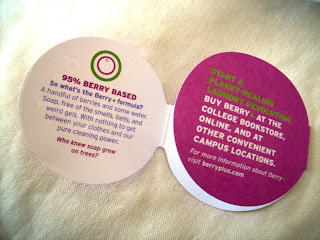 95% BERRY BASED
So what's the Berry+ formula?
A handful of berries and some water.
Soap, free of the smells, bells, and
weird gels. With nothing to get
between your clothes and our
pure cleaning power.
Who knew soap grew
on trees?
START A
PLANET-HEALING
LAUNDRY REVOLUTION.
BUY BERRY+ AT THE
COLLEGE BOOKSTORE,
ONLINE, AND AT
OTHER CONVENIENT
CAMPUS LOCATIONS.
For more information about Berry+
visit berryplus.com